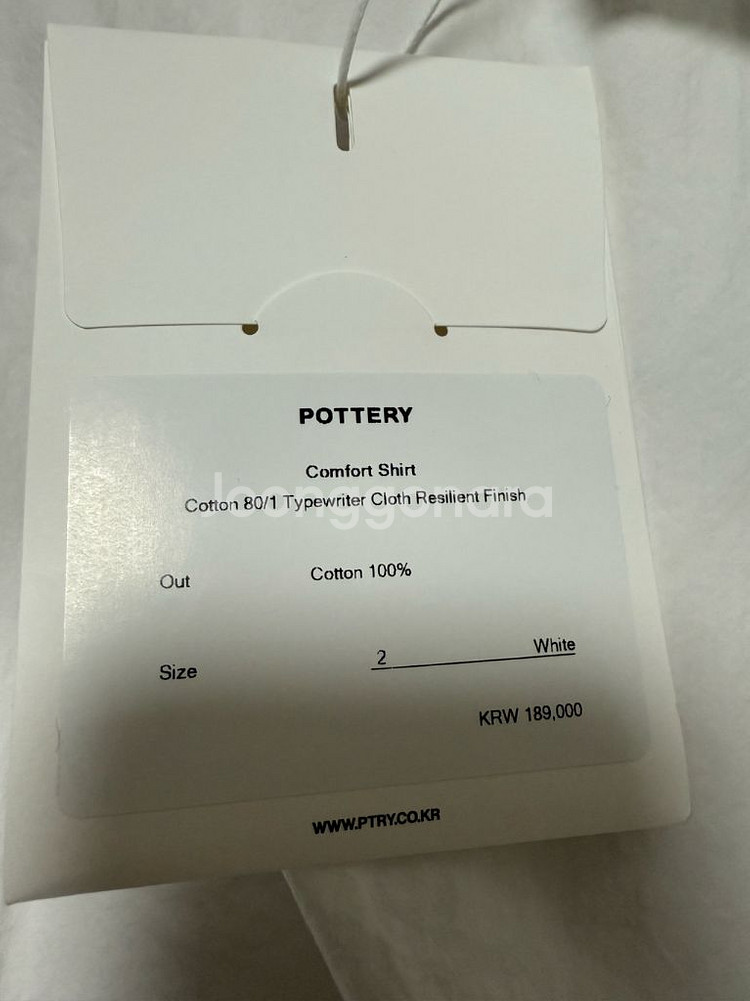 POTTERY
Comfort Shirt
Cotton 80/1 Typewriter Cloth Resilient Finish
Joonggonara
Out Cotton 100%
Size 2 White
KRW 189,000
WWW.PTRY.CO.KR